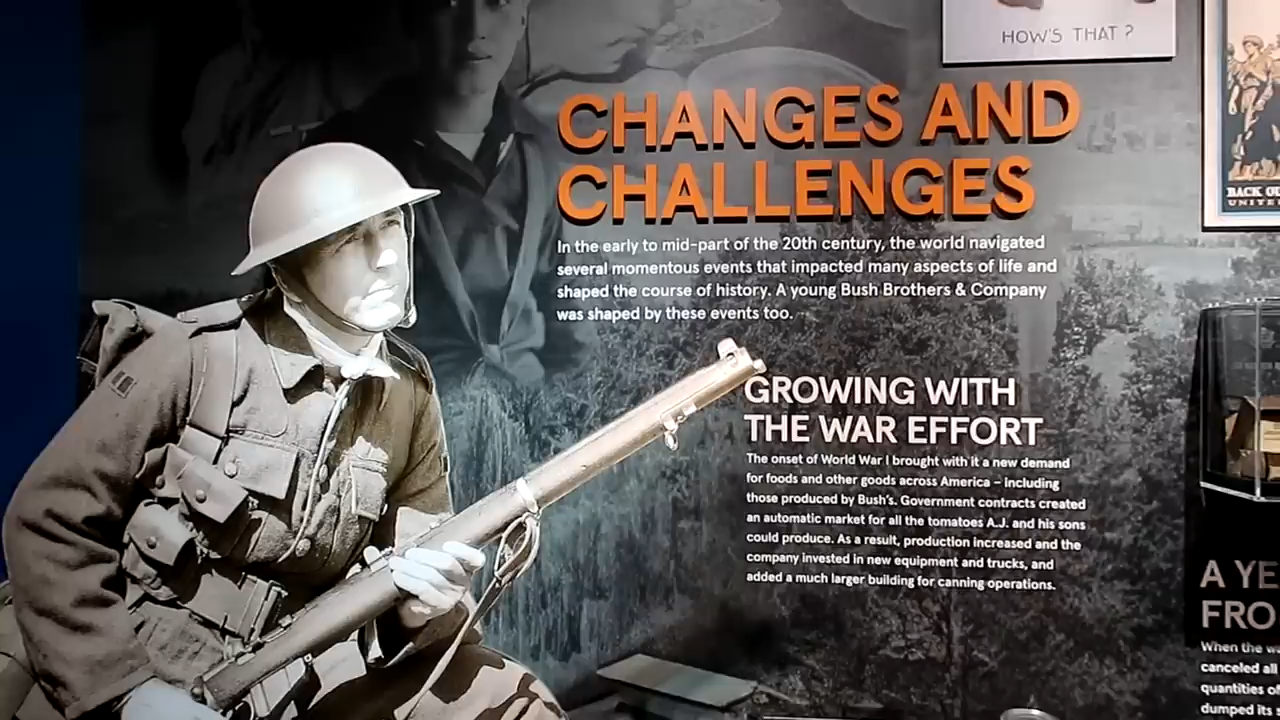 HOW'S THAT?
CHANGES AND
CHALLENGES
In the early to mid-part of the 20th century, the world navigated
several momentous events that impacted many aspects of life and
shaped the course of history. A young Bush Brothers & Company
was shaped by these events too.
GROWING WITH
THE WAR EFFORT
The onset of World War I brought with it a new demand
for foods and other goods across America – including
those produced by Bush's. Government contracts created
an automatic market for all the tomatoes A.J. and his sons
could produce. As a result, production increased and the
company invested in new equipment and trucks, and
added a much larger building for canning operations.
BACK
UNITE
A YE
FRO
When the
canceled all
quantities of
dumped its